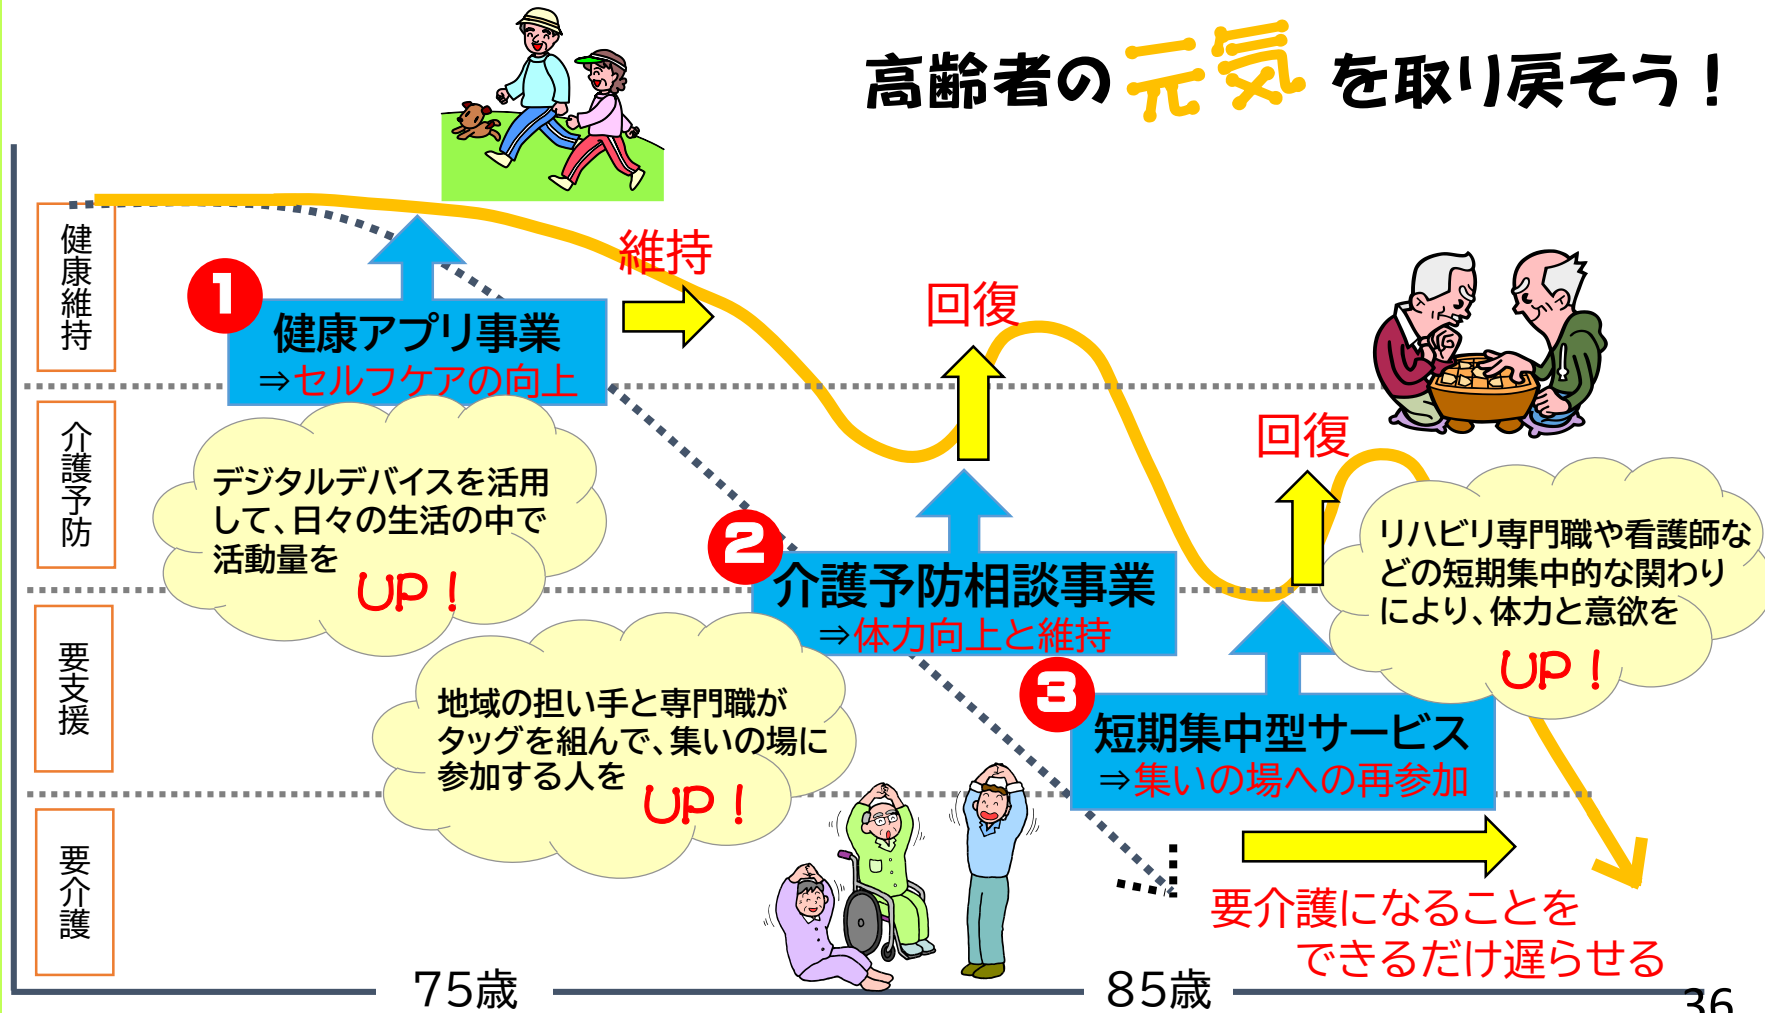 高齢者の元気を取り戻そう！
健康維持
介護予防
要支援
要介護
1
健康アプリ事業
⇒セルフケアの向上
維持
デジタルデバイスを活用
して、日々の生活の中で
活動量を
UP！
回復
2
介護予防相談事業
⇒体力向上と維持
地域の担い手と専門職が
タッグを組んで、集いの場に
参加する人を
UP！
回復
3
短期集中型サービス
⇒集いの場への再参加
リハビリ専門職や看護師な
どの短期集中的な関わり
により、体力と意欲を
UP！
要介護になることを
できるだけ遅らせる
75歳
85歳
36